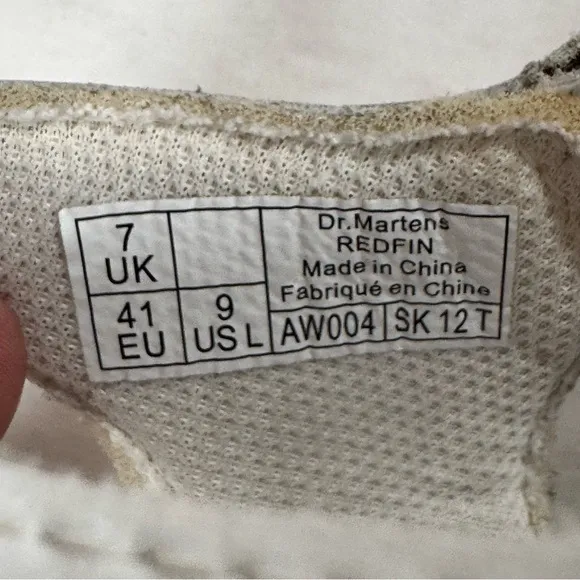 7
UK
41
EU
9
US L
Dr.Martens
REDFIN
Made in China
Fabriqué en Chine
AW004
SK 12 T